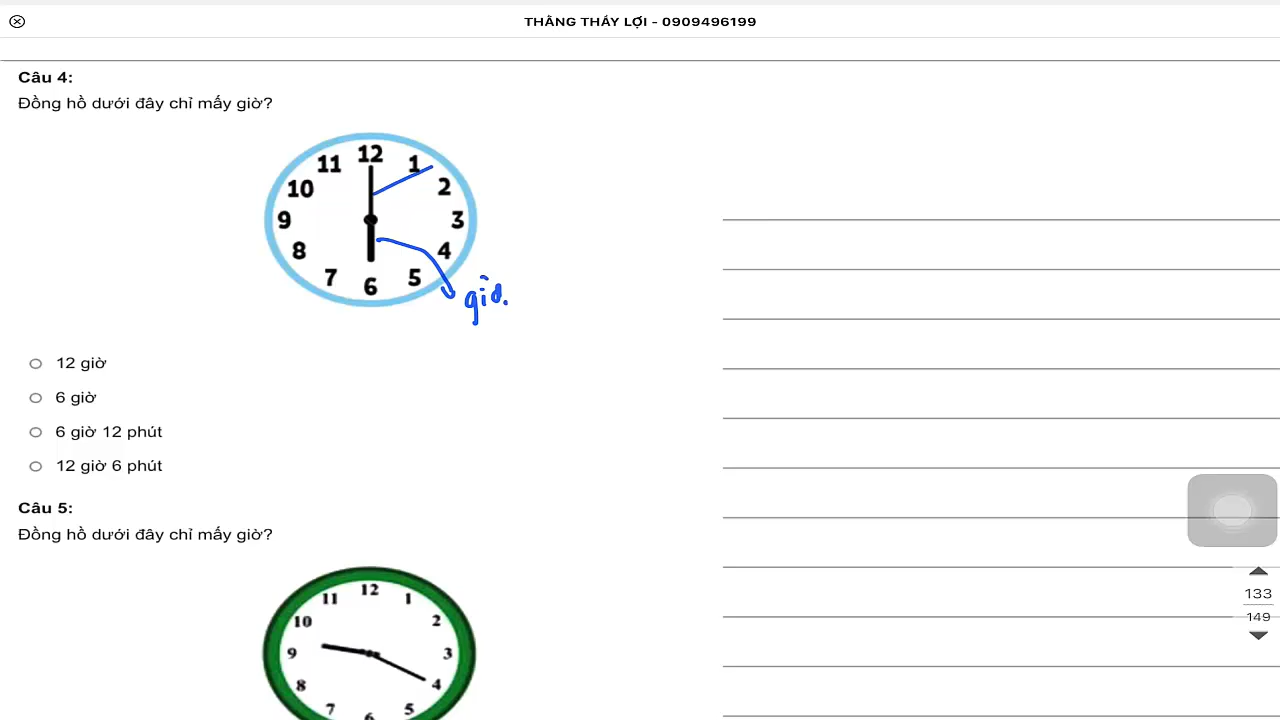 THẦNG THẦY LỢI - 0909496199
Câu 4:
Đồng hồ dưới đây chỉ mấy giờ?
12
11 1
10 2
9 3
8 4
7 5
6
giờ.
12 giờ
6 giờ
6 giờ 12 phút
12 giờ 6 phút
Câu 5:
Đồng hồ dưới đây chỉ mấy giờ?
12
11 1
10 2
9 3
8 4
7 5
6
133
149